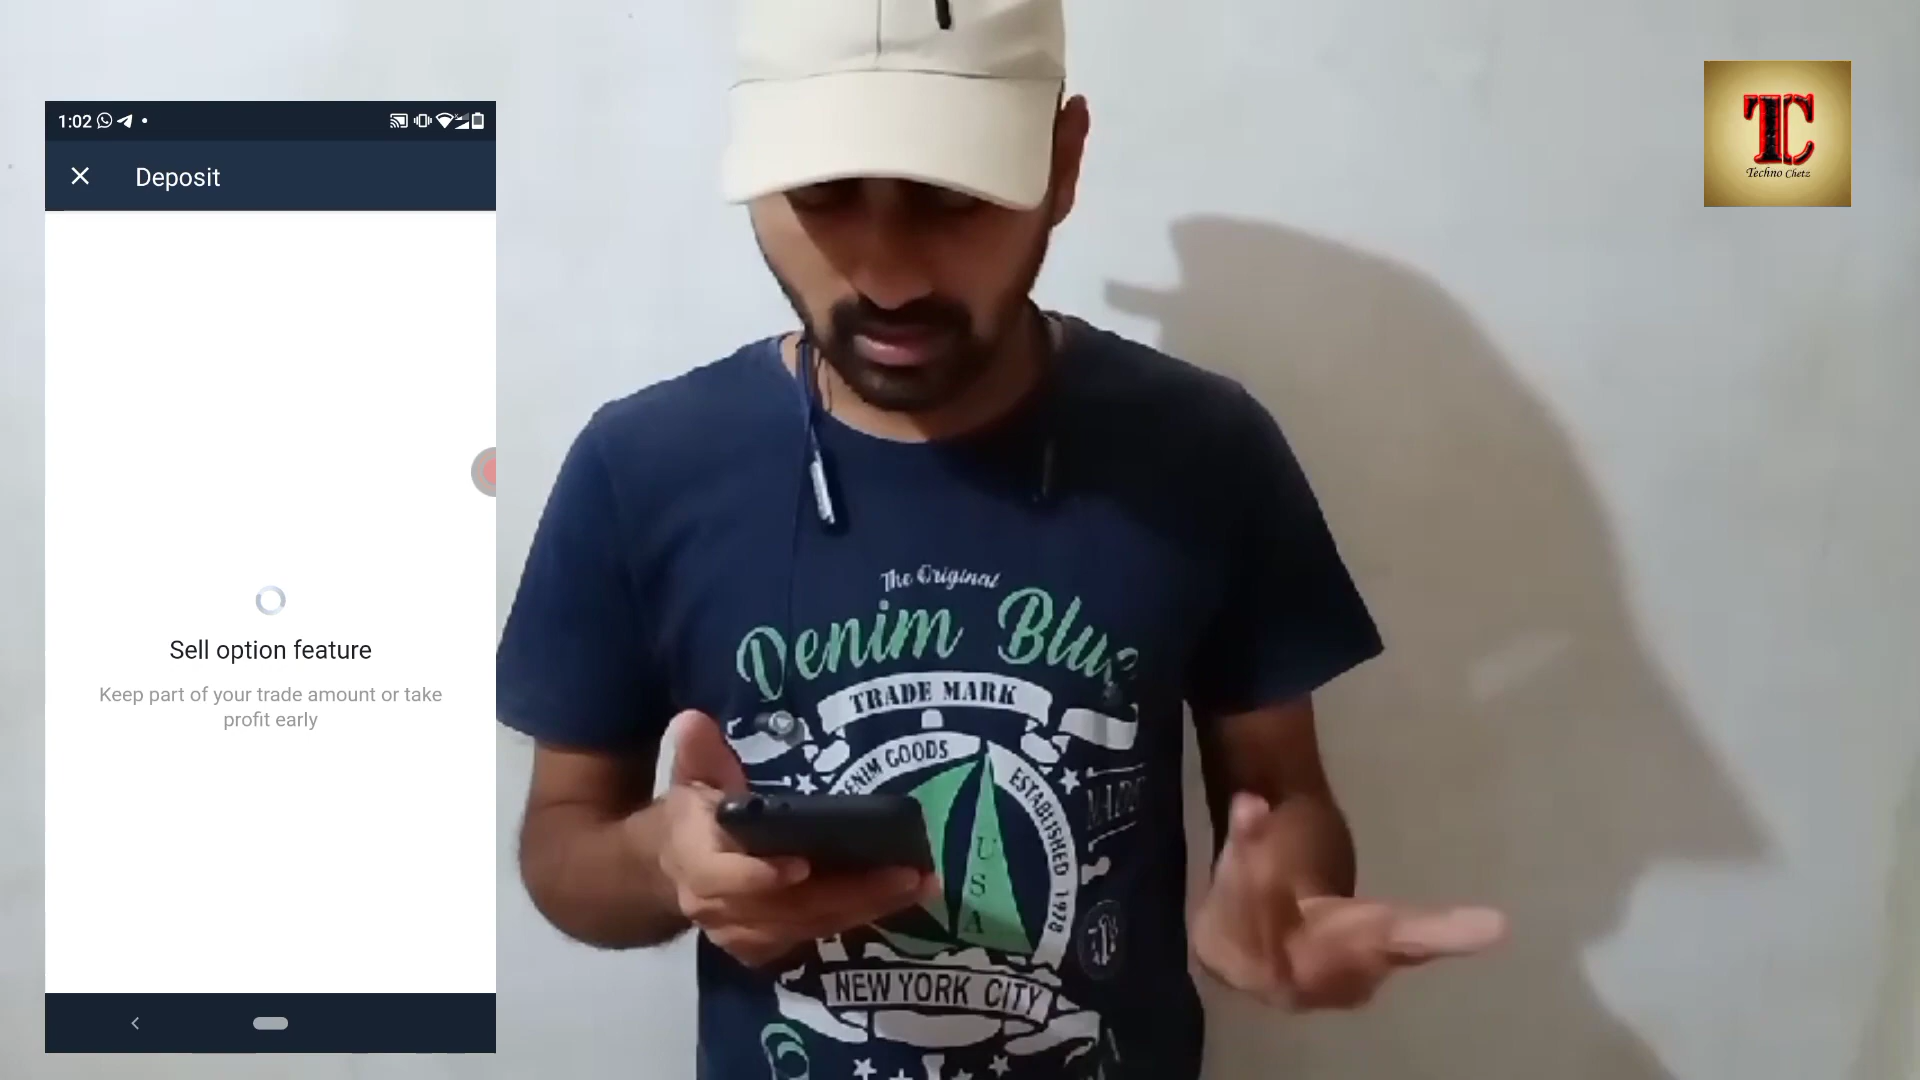 1:02
Deposit
Sell option feature
Keep part of your trade amount or take
profit early
TC
Techno Chetz
The Original
Denim Blue
TRADE MARK
DENIM GOODS
ESTABLISHED 1978
MADE
USA
NEW YORK CITY